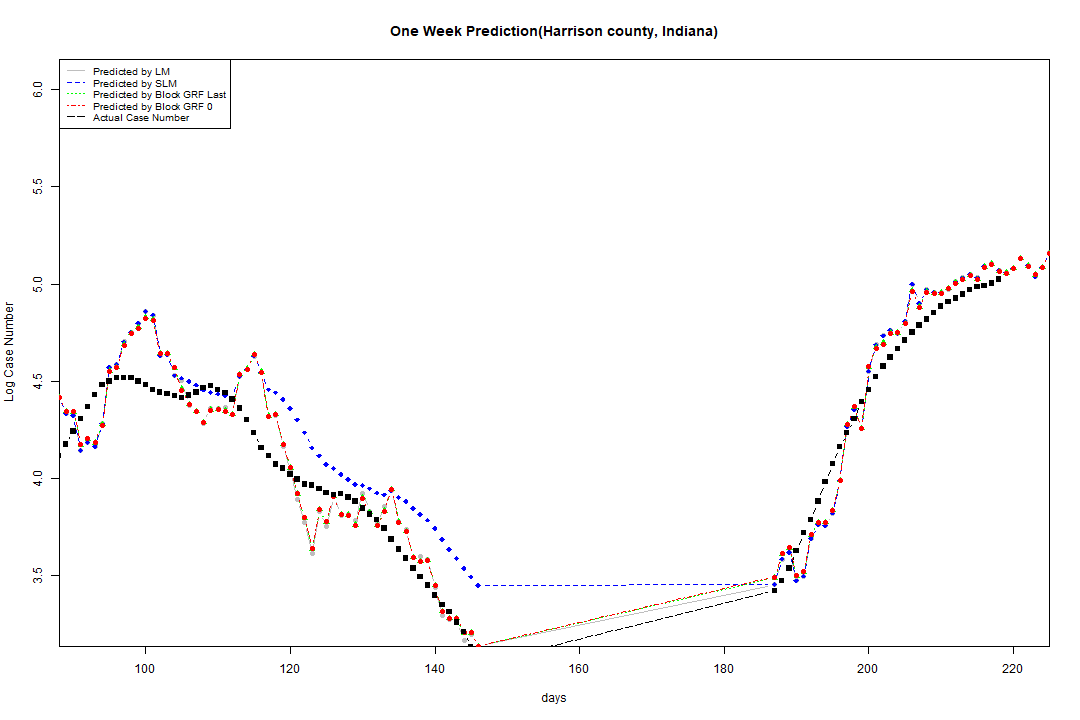 One Week Prediction(Harrison county, Indiana)
Predicted by LM
Predicted by SLM
Predicted by Block GRF Last
Predicted by Block GRF 0
Actual Case Number
6.0
5.5
5.0
4.5
4.0
3.5
Log Case Number
100 120 140 160 180 200 220
days